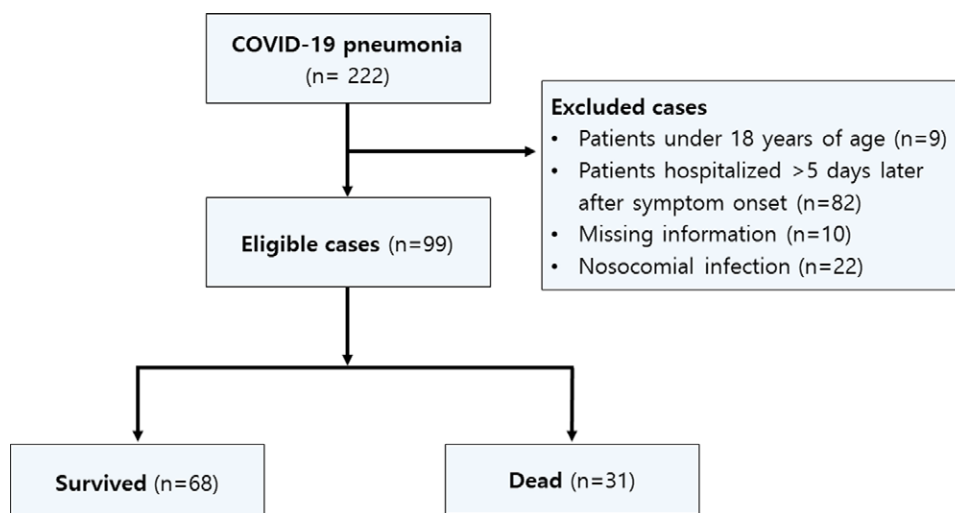 COVID-19 pneumonia
(n= 222)
Excluded cases
• Patients under 18 years of age (n=9)
• Patients hospitalized >5 days later
after symptom onset (n=82)
• Missing information (n=10)
• Nosocomial infection (n=22)
Eligible cases (n=99)
Survived (n=68)
Dead (n=31)